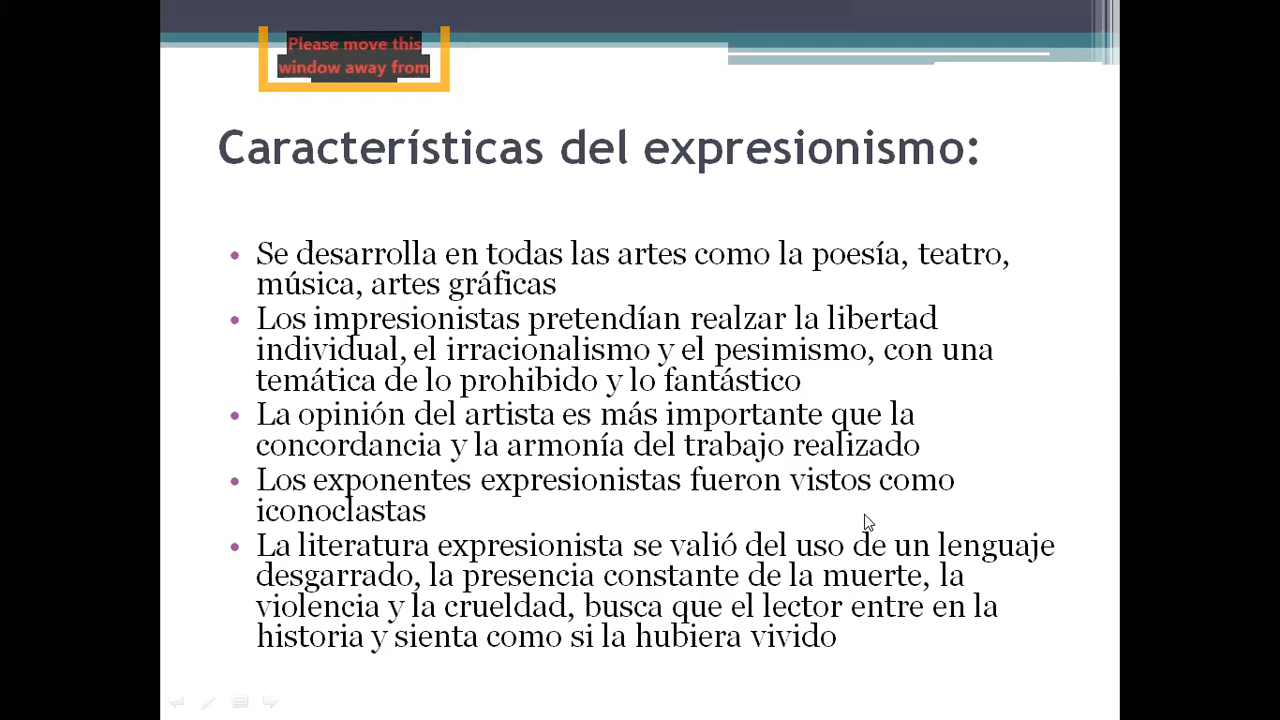 Please move this
window away from
Características del expresionismo:
• Se desarrolla en todas las artes como la poesía, teatro,
música, artes gráficas
• Los impresionistas pretendían realzar la libertad
individual, el irracionalismo y el pesimismo, con una
temática de lo prohibido y lo fantástico
• La opinión del artista es más importante que la
concordancia y la armonía del trabajo realizado
• Los exponentes expresionistas fueron vistos como
iconoclastas
• La literatura expresionista se valió del uso de un lenguaje
desgarrado, la presencia constante de la muerte, la
violencia y la crueldad, busca que el lector entre en la
historia y sienta como si la hubiera vivido